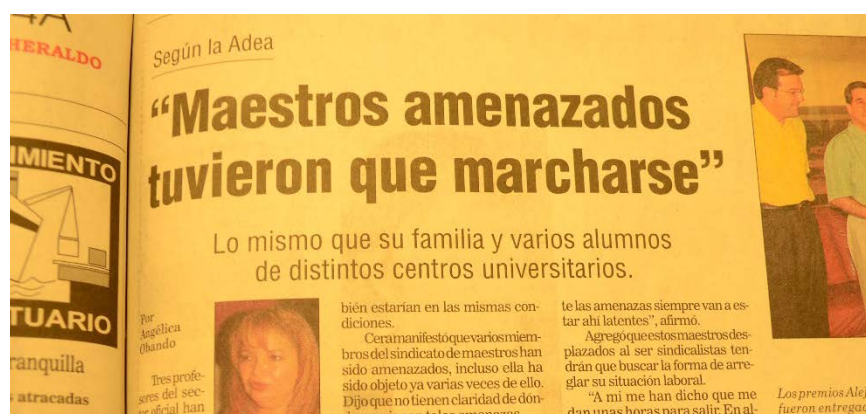 4A
HERALDO
IMIENTO
TUARIO
ranquilla
atracadas
Según la Adea
“Maestros amenazados
tuvieron que marcharse”
Lo mismo que su familia y varios alumnos
de distintos centros universitarios.
Por
Angélica
Obando
Tres profe-
sores del sec-
tor oficial han
bién estarían en las mismas con-
diciones.
Cera manifestó que varios miem-
bros del sindicato de maestros han
sido amenazados, incluso ella ha
sido objeto ya varias veces de ello.
Dijo que no tienen claridad de dón-
te las amenazas siempre van a es-
tar ahí latentes”, afirmó.
Agregó que estos maestros des-
plazados al ser sindicalistas ten-
drán que buscar la forma de arre-
glar su situación laboral.
“A mi me han dicho que me
dan unas horas para salir. En al-
Los premios Al
fueron entrega